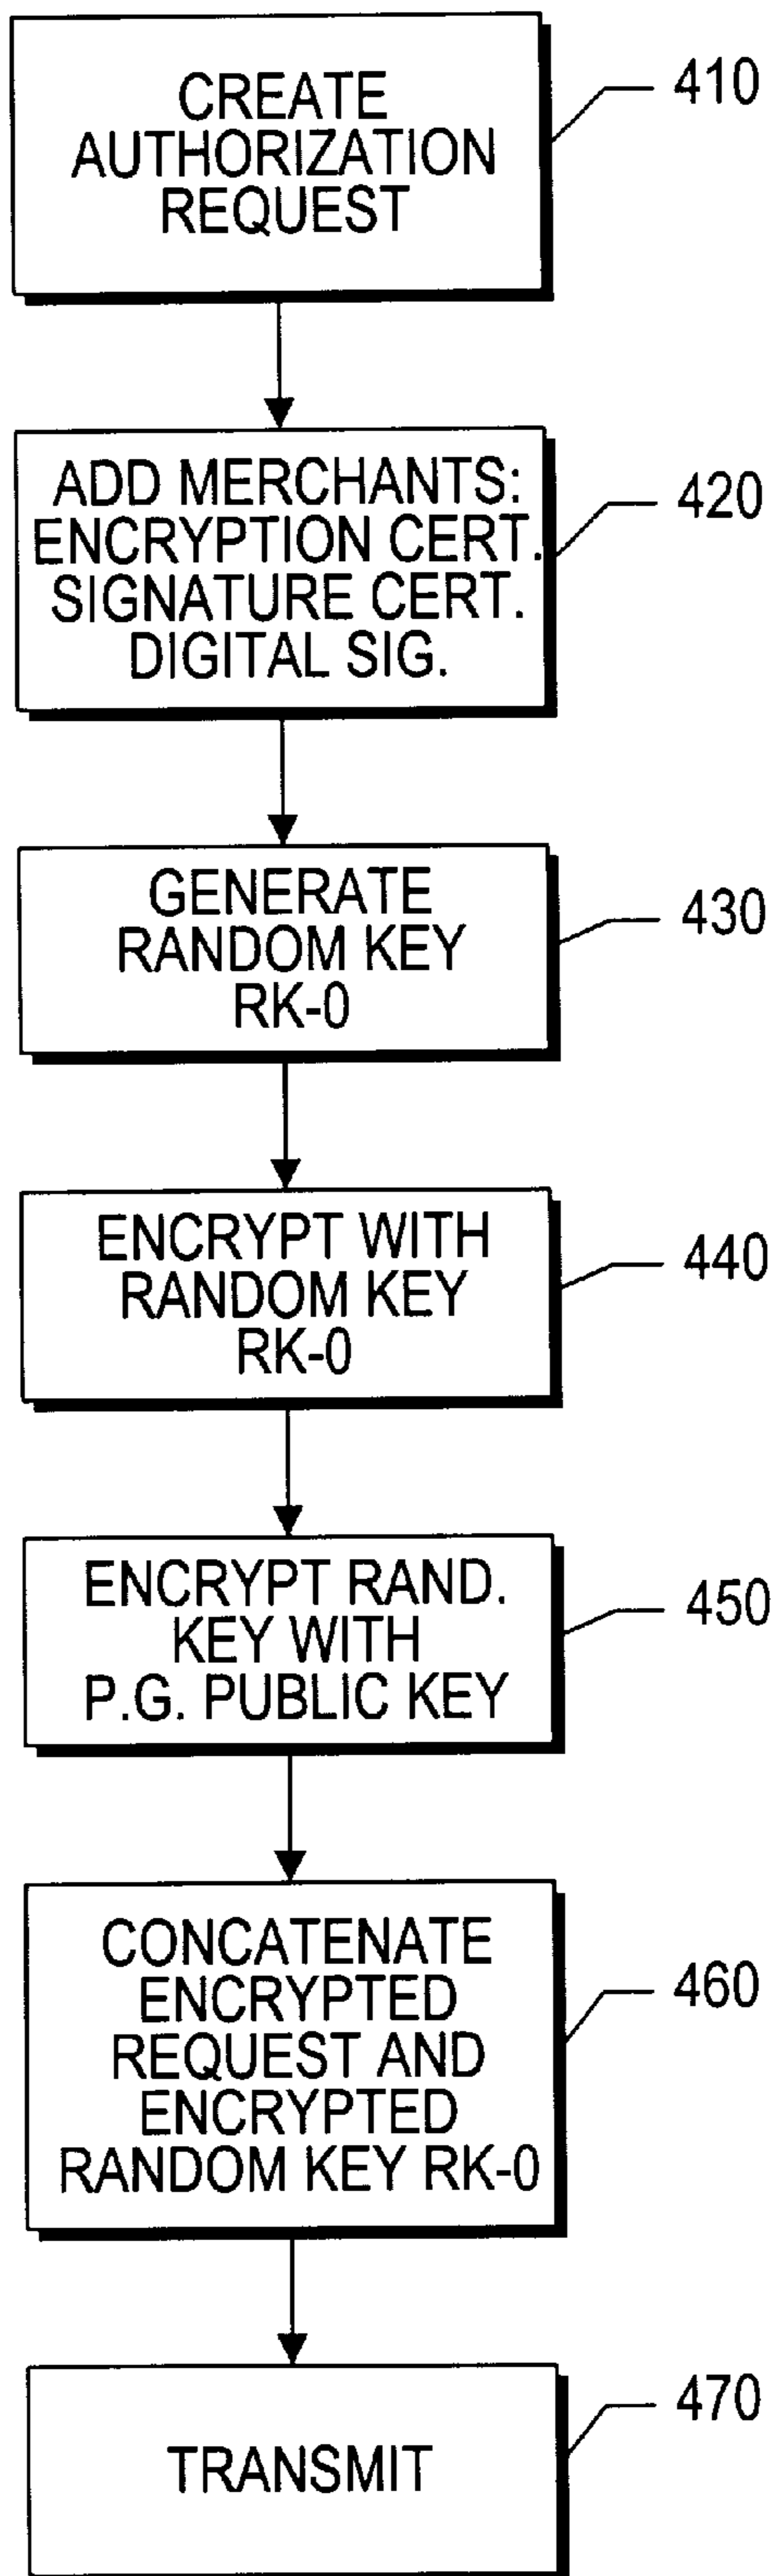 CREATE
AUTHORIZATION
REQUEST
410
ADD MERCHANTS:
ENCRYPTION CERT.
SIGNATURE CERT.
DIGITAL SIG.
420
GENERATE
RANDOM KEY
RK-0
430
ENCRYPT WITH
RANDOM KEY
RK-0
440
ENCRYPT RAND.
KEY WITH
P.G. PUBLIC KEY
450
CONCATENATE
ENCRYPTED
REQUEST AND
ENCRYPTED
RANDOM KEY RK-0
460
TRANSMIT
470